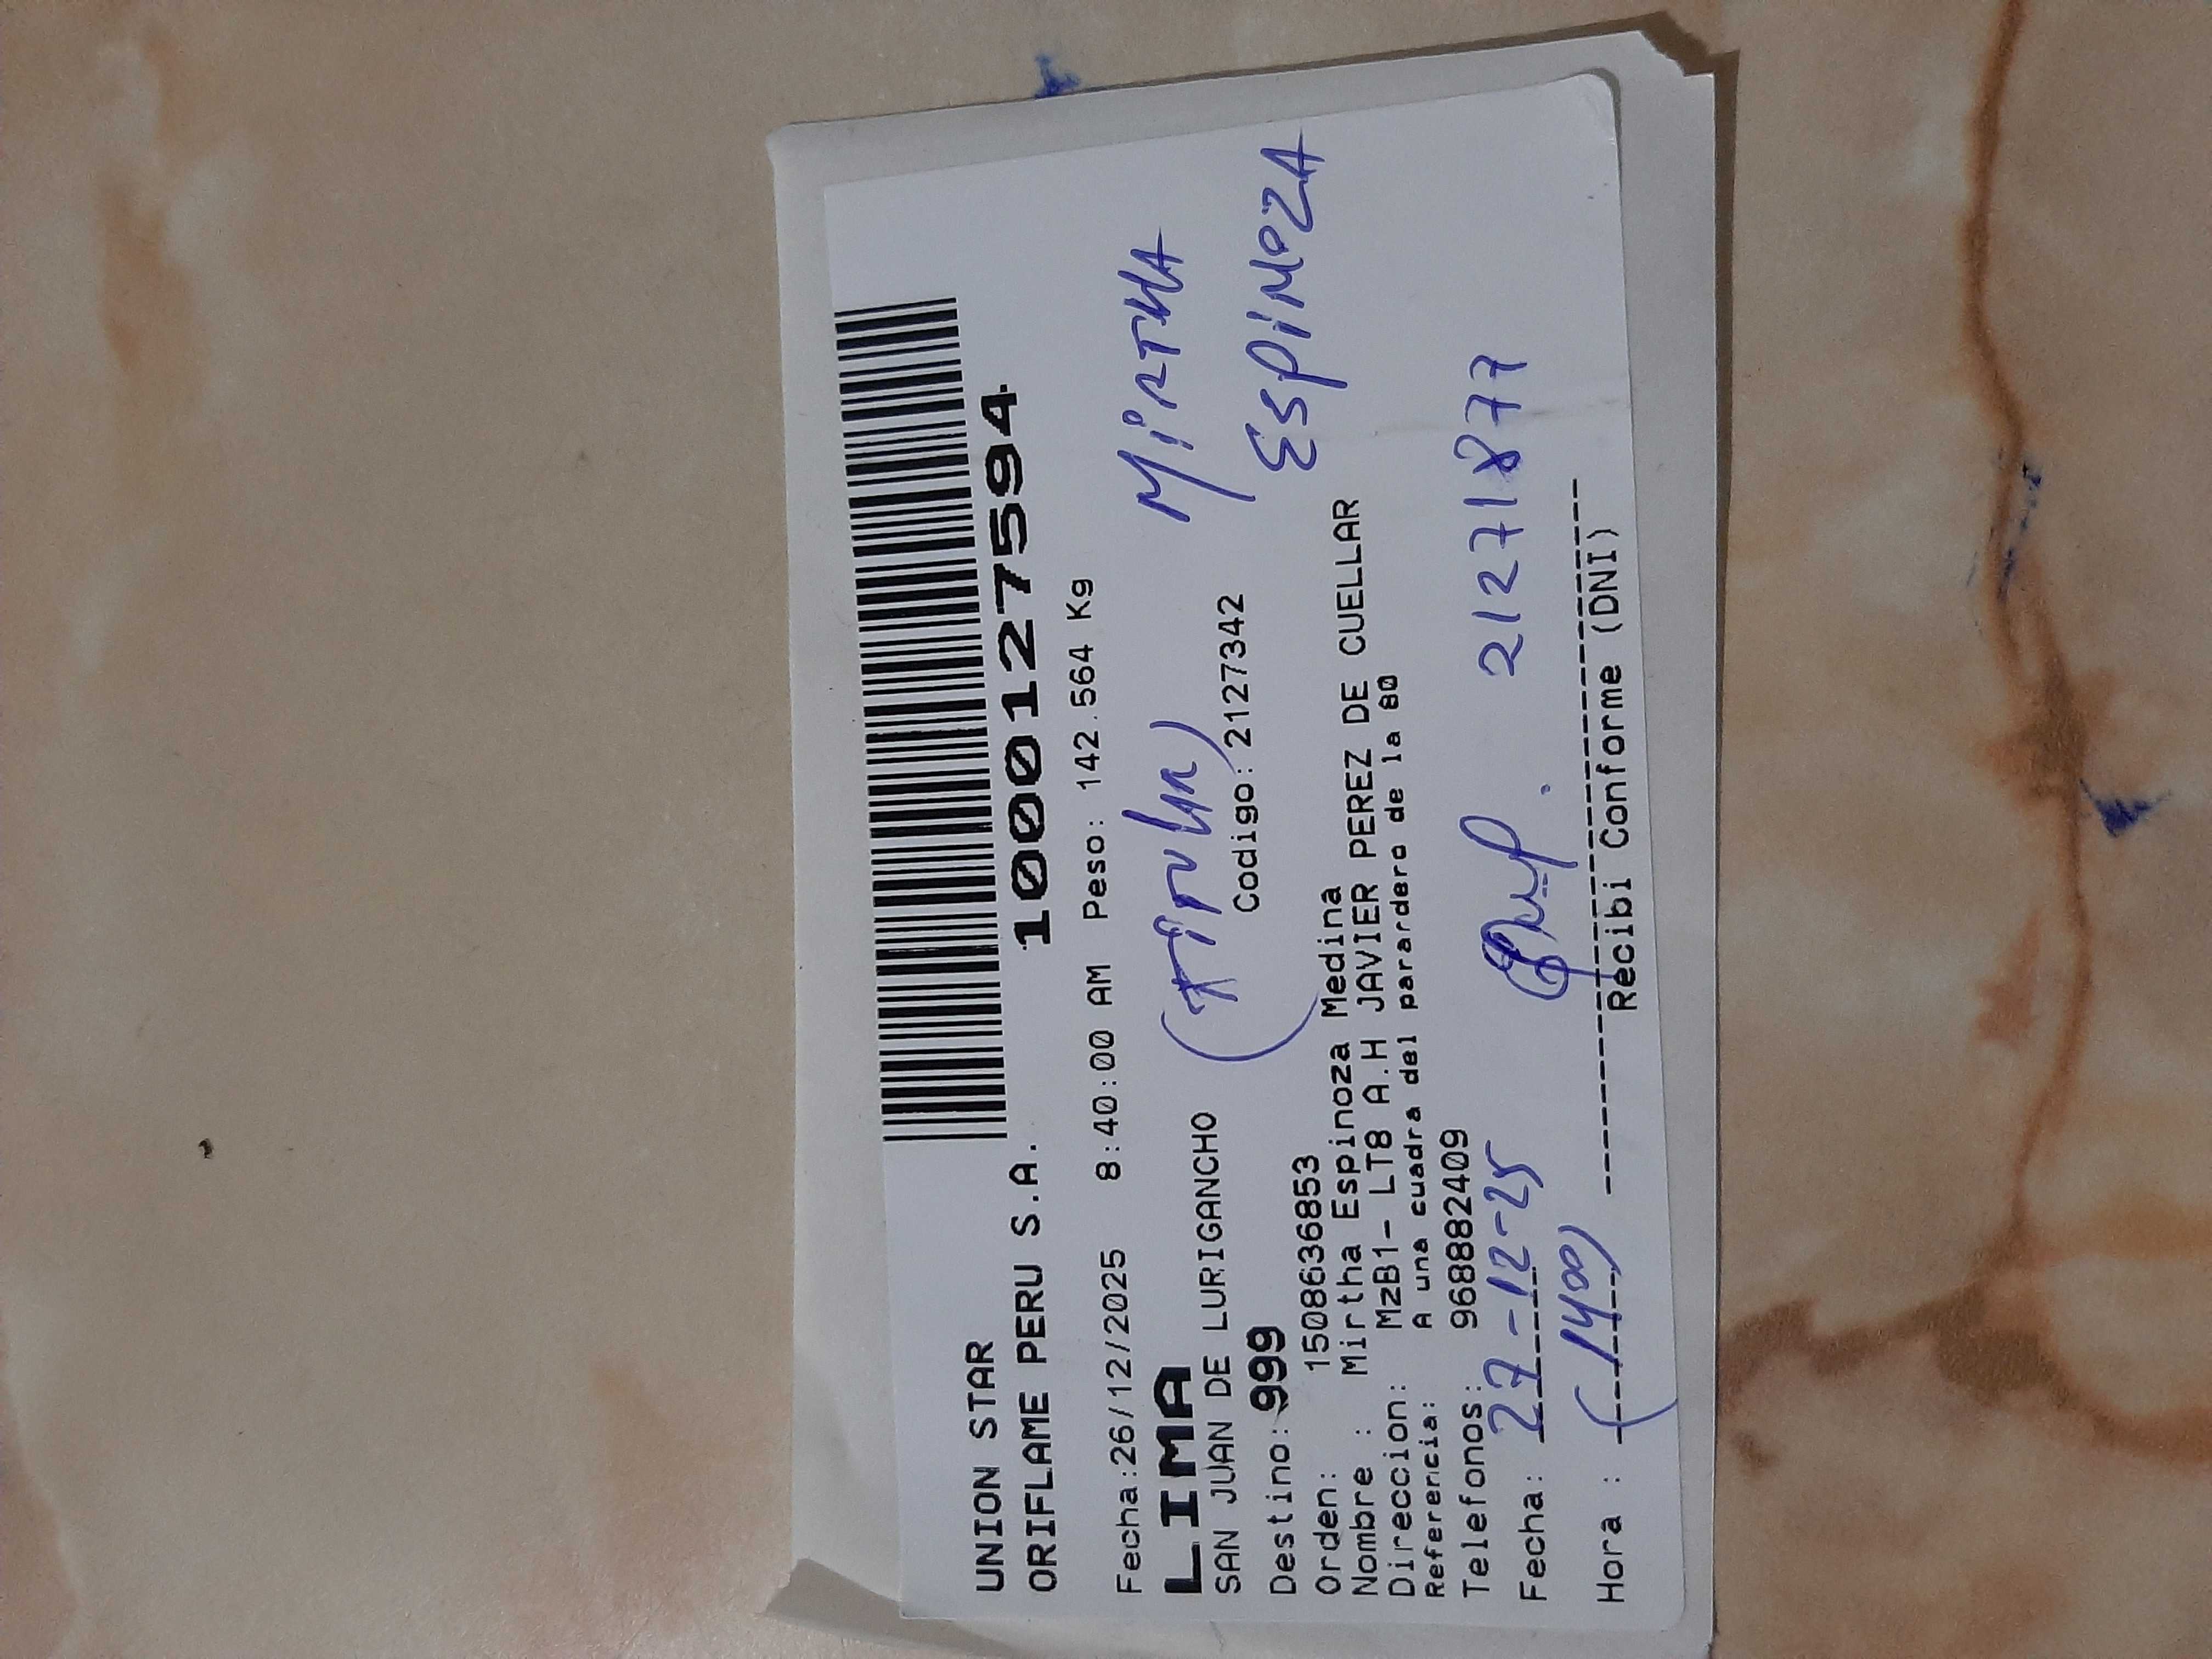 UNION STAR
ORIFLAME PERU S.A. 1000127594
Fecha:26/12/2025 8:40:00 AM Peso: 142.564 Kg
LIMA
MIRTHA
SAN JUAN DE LURIGANCHO (TITULAR)
ESPINOZA
Destino: 999 Codigo: 2127342
Orden: 1508636853
Nombre : Mirtha Espinoza Medina
Direccion: MzB1- LT8 A.H JAVIER PEREZ DE CUELLAR
Referencia: A una cuadra del parardero de la 80
Telefonos: 968882409
Fecha: 27-12-25 21271877
Hora : (1400)
Recibi Conforme (DNI)